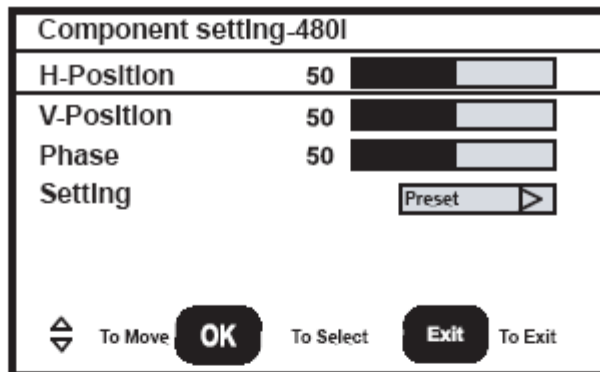 Component setting-480i
H-Position 50
V-Position 50
Phase 50
Setting Preset
To Move OK To Select Exit To Exit